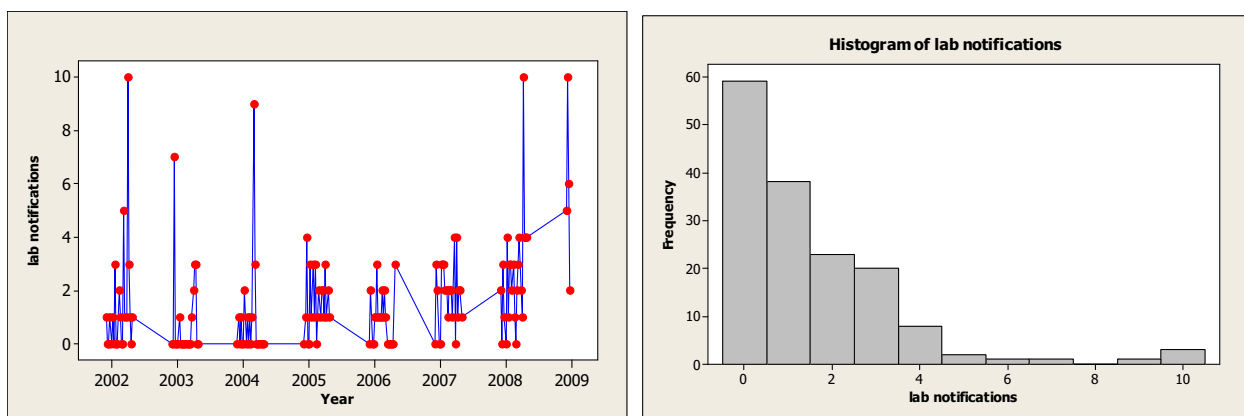 10
8
6
4
2
0
lab notifications
2002 2003 2004 2005 2006 2007 2008 2009
Year
Histogram of lab notifications
60
50
40
30
20
10
0
Frequency
0 2 4 6 8 10
lab notifications